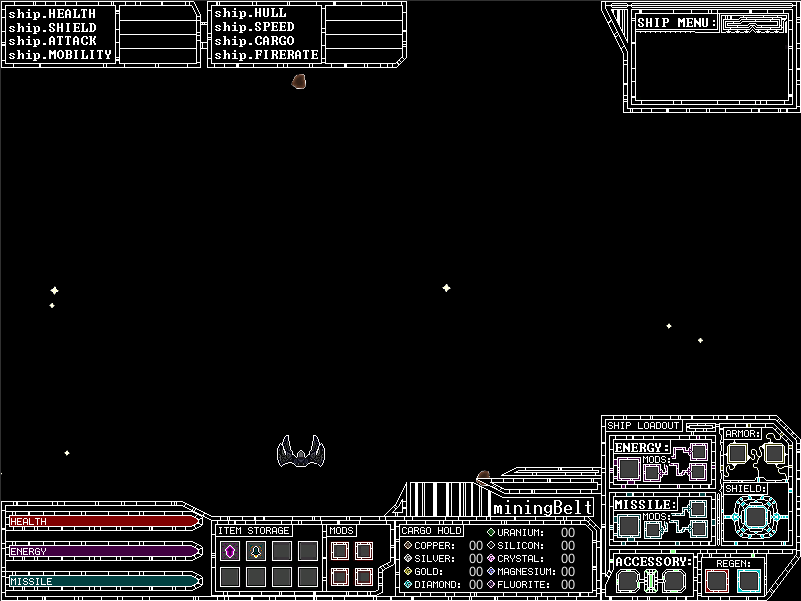 ship.HEALTH
ship.SHIELD
ship.ATTACK
ship.MOBILITY
ship.HULL
ship.SPEED
ship.CARGO
ship.FIRERATE
SHIP MENU:
SHIP LOADOUT
ENERGY:
MODS:
ARMOR:
MISSILE:
MODS:
SHIELD:
ACCESSORY:
REGEN:
miningBelt
HEALTH
ENERGY
MISSILE
ITEM STORAGE
MODS
CARGO HOLD
COPPER: 00
SILVER: 00
GOLD: 00
DIAMOND: 00
URANIUM: 00
SILICON: 00
CRYSTAL: 00
MAGNESIUM: 00
FLUORITE: 00